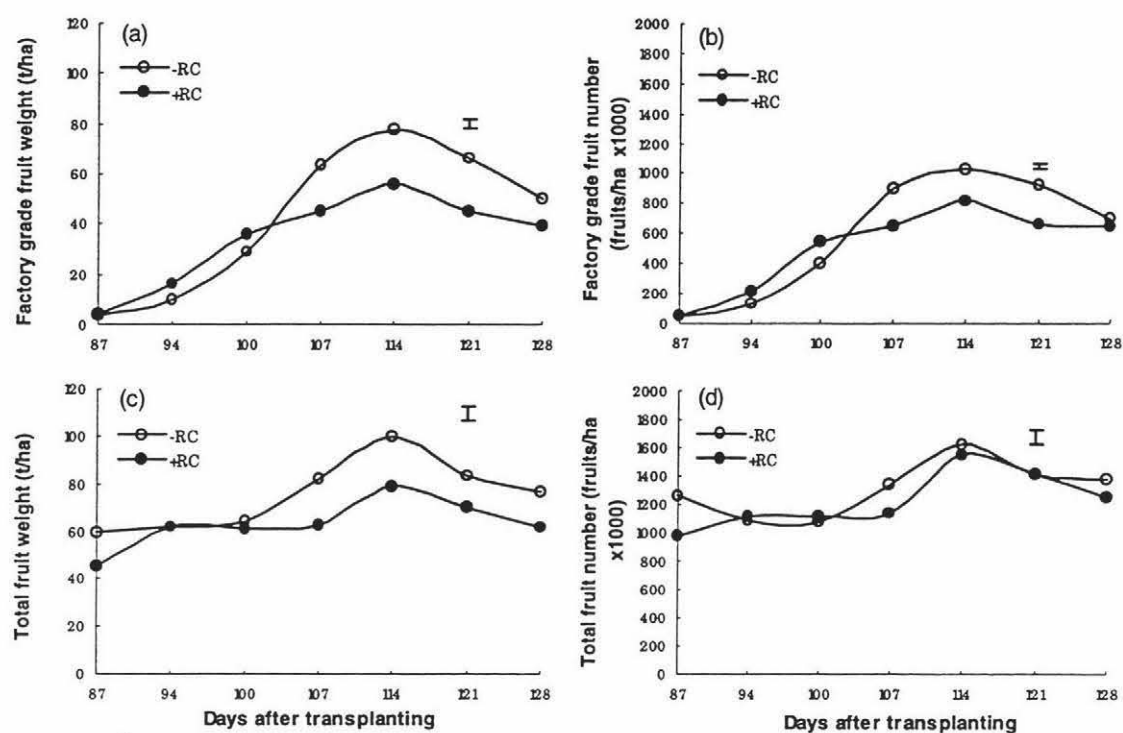 (a)
-RC
+RC
Factory grade fruit weight (t/ha)
120
100
80
60
40
20
0
87 94 100 107 114 121 128
(b)
-RC
+RC
Factory grade fruit number
(fruits/ha x1000)
2000
1800
1600
1400
1200
1000
800
600
400
200
0
87 94 100 107 114 121 128
(c)
-RC
+RC
Total fruit weight (t/ha)
120
100
80
60
40
20
0
87 94 100 107 114 121 128
Days after transplanting
(d)
-RC
+RC
Total fruit number (fruits/ha
x1000)
2000
1800
1600
1400
1200
1000
800
600
400
200
0
87 94 100 107 114 121 128
Days after transplanting